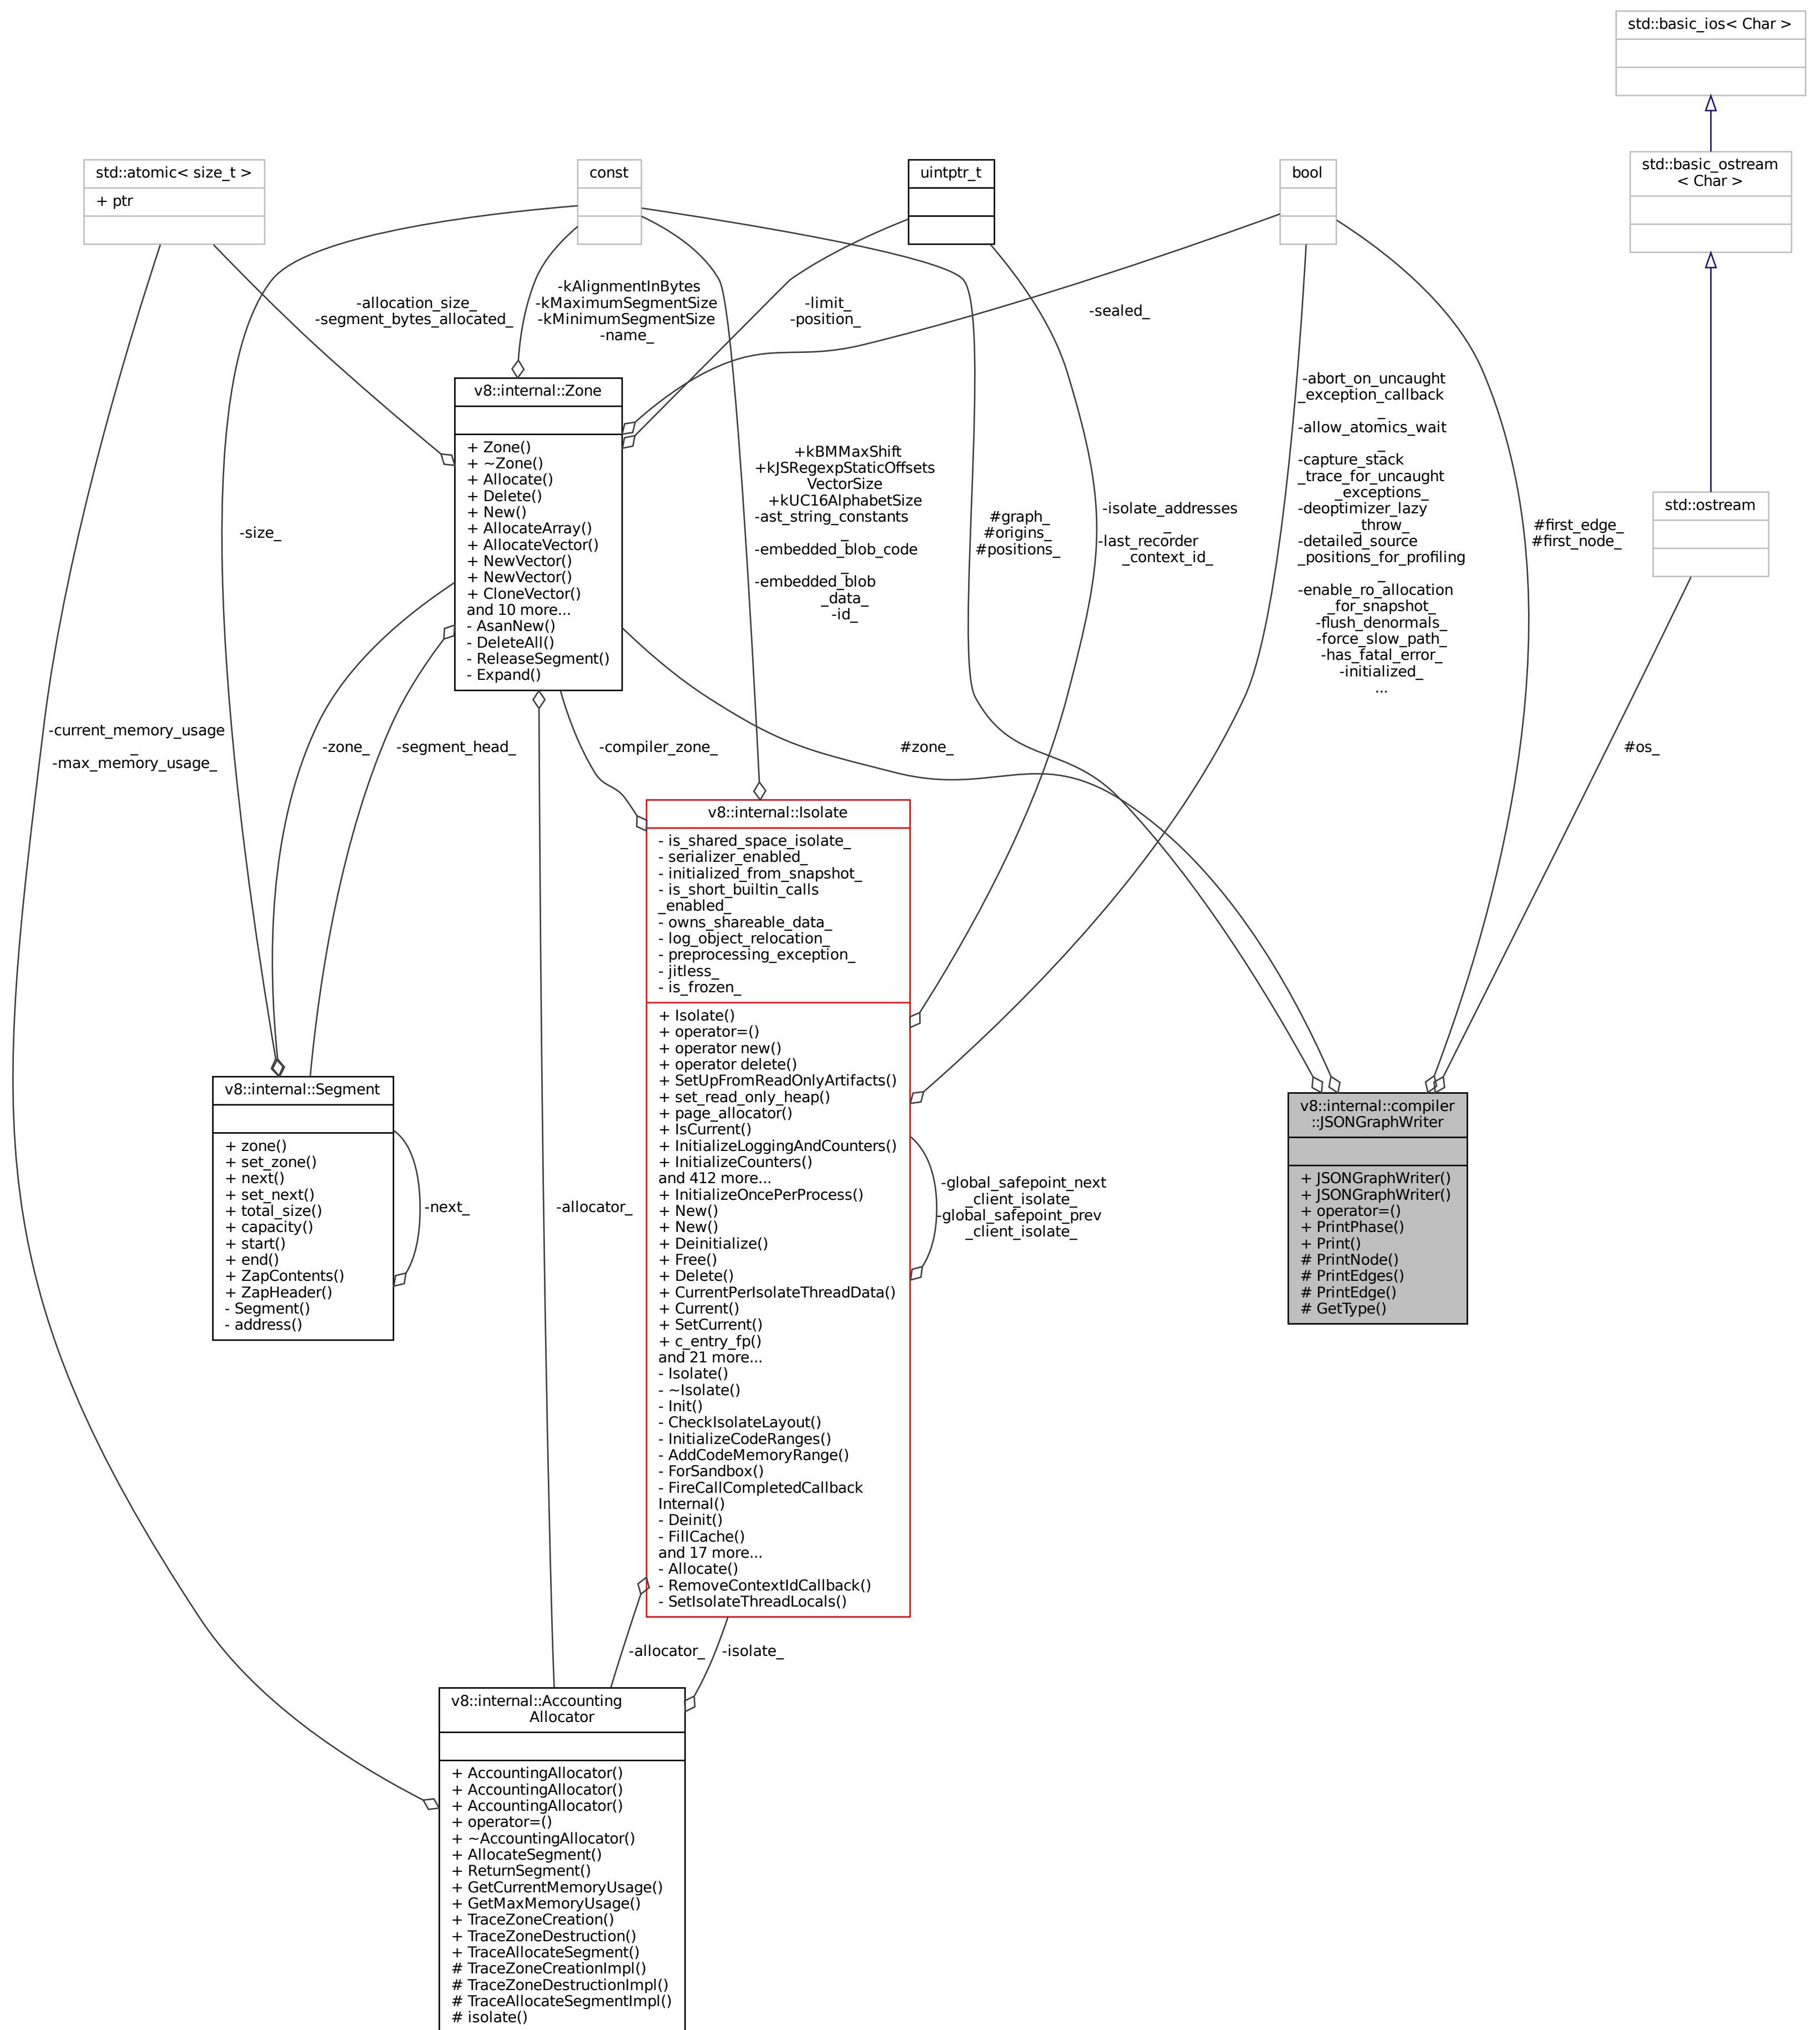 std::basic_ios< Char >
std::basic_ostream
< Char >
std::atomic< size_t >
+ ptr
const
uintptr_t
bool
std::ostream
-allocation_size_
-segment_bytes_allocated_
-kAlignmentInBytes
-kMaximumSegmentSize
-kMinimumSegmentSize
-name_
-limit_
-position_
-sealed_
v8::internal::Zone
+ Zone()
+ ~Zone()
+ Allocate()
+ Delete()
+ New()
+ AllocateArray()
+ AllocateVector()
+ NewVector()
+ NewVector()
+ CloneVector()
and 10 more...
- AsanNew()
- DeleteAll()
- ReleaseSegment()
- Expand()
-size_
+kBMMaxShift
+kJSRegexpStaticOffsets
VectorSize
+kUC16AlphabetSize
-ast_string_constants
_
-embedded_blob_code
_
-embedded_blob
_data_
-id_
#graph_
#origins_
#positions_
-isolate_addresses
_
-last_recorder
_context_id_
-abort_on_uncaught
_exception_callback
_
-allow_atomics_wait
_
-capture_stack
_trace_for_uncaught
_exceptions_
-deoptimizer_lazy
_throw_
-detailed_source
_positions_for_profiling
_
-enable_ro_allocation
_for_snapshot_
-flush_denormals_
-force_slow_path_
-has_fatal_error_
-initialized_
...
#first_edge_
#first_node_
-current_memory_usage
_
-max_memory_usage_
-zone_
-segment_head_
-compiler_zone_
#zone_
#os_
v8::internal::Isolate
- is_shared_space_isolate_
- serializer_enabled_
- initialized_from_snapshot_
- is_short_builtin_calls
_enabled_
- owns_shareable_data_
- log_object_relocation_
- preprocessing_exception_
- jitless_
- is_frozen_
+ Isolate()
+ operator=()
+ operator new()
+ operator delete()
+ SetUpFromReadOnlyArtifacts()
+ set_read_only_heap()
+ page_allocator()
+ IsCurrent()
+ InitializeLoggingAndCounters()
+ InitializeCounters()
and 412 more...
+ InitializeOncePerProcess()
+ New()
+ New()
+ Deinitialize()
+ Free()
+ Delete()
+ CurrentPerIsolateThreadData()
+ Current()
+ SetCurrent()
+ c_entry_fp()
and 21 more...
- Isolate()
- ~Isolate()
- Init()
- CheckIsolateLayout()
- InitializeCodeRanges()
- AddCodeMemoryRange()
- ForSandbox()
- FireCallCompletedCallback
Internal()
- Deinit()
- FillCache()
and 17 more...
- Allocate()
- RemoveContextIdCallback()
- SetIsolateThreadLocals()
v8::internal::Segment
+ zone()
+ set_zone()
+ next()
+ set_next()
+ total_size()
+ capacity()
+ start()
+ end()
+ ZapContents()
+ ZapHeader()
- Segment()
- address()
-next_
-allocator_
-global_safepoint_next
_client_isolate_
-global_safepoint_prev
_client_isolate_
v8::internal::compiler
::JSONGraphWriter
+ JSONGraphWriter()
+ JSONGraphWriter()
+ operator=()
+ PrintPhase()
+ Print()
# PrintNode()
# PrintEdges()
# PrintEdge()
# GetType()
-allocator_
-isolate_
v8::internal::Accounting
Allocator
+ AccountingAllocator()
+ AccountingAllocator()
+ AccountingAllocator()
+ operator=()
+ ~AccountingAllocator()
+ AllocateSegment()
+ ReturnSegment()
+ GetCurrentMemoryUsage()
+ GetMaxMemoryUsage()
+ TraceZoneCreation()
+ TraceZoneDestruction()
+ TraceAllocateSegment()
# TraceZoneCreationImpl()
# TraceZoneDestructionImpl()
# TraceAllocateSegmentImpl()
# isolate()